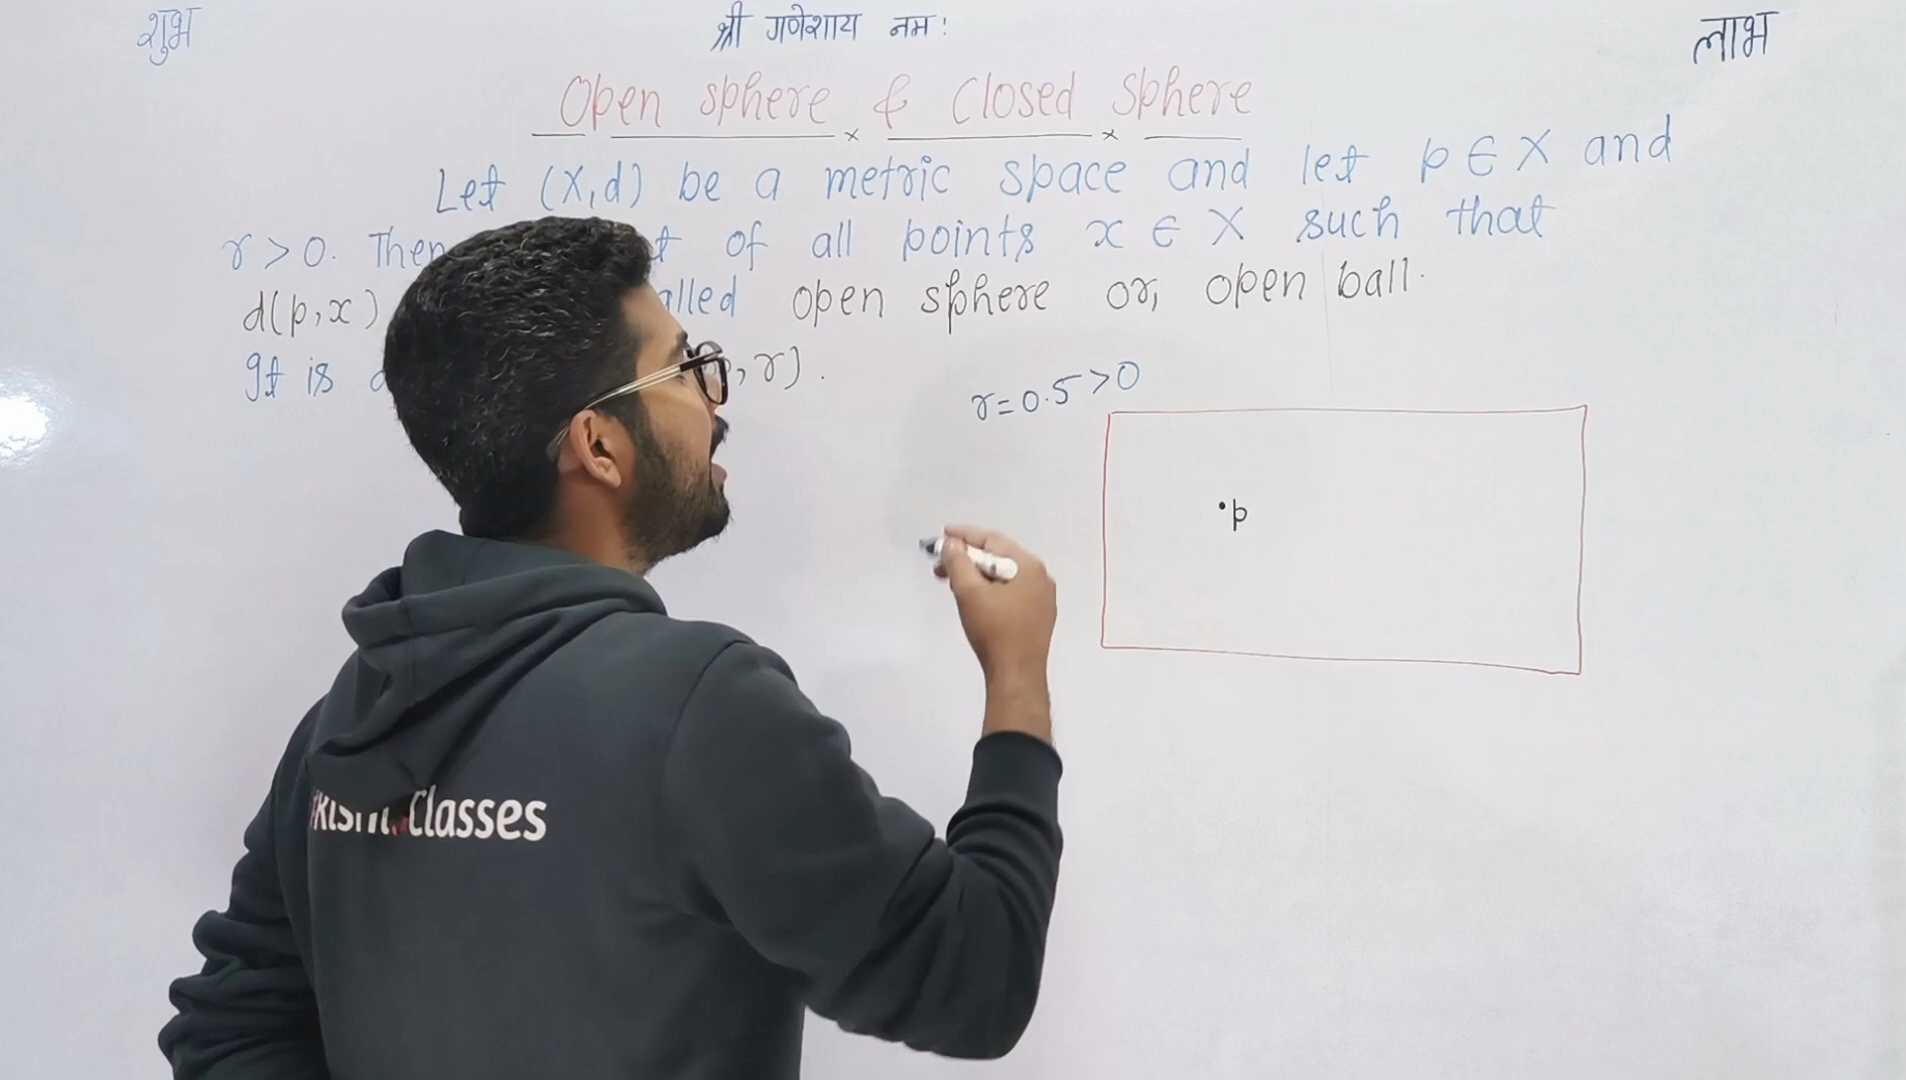 शुभ श्री गणेशाय नमः लाभ
Open sphere & Closed Sphere
Let (X,d) be a metric space and let p ∈ X and
r > 0. Then of all points x ∈ X such that
d(p,x) called open sphere or, open ball.
It is , r).
r = 0.5 > 0
p
Classes